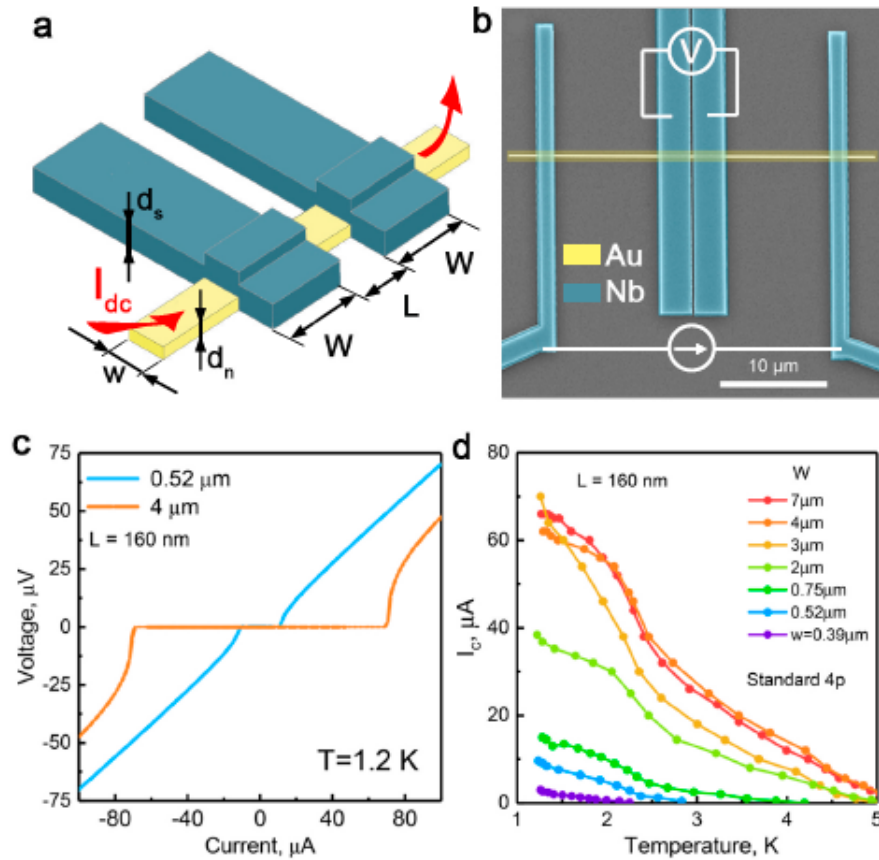 a
d_s
I_dc
w
d_n
W
L
W
b
V
Au
Nb
10 µm
c
75
50
25
0
-25
-50
-75
Voltage, µV
0.52 µm
4 µm
L = 160 nm
T=1.2 K
-80 -40 0 40 80
Current, µA
d
80
60
40
20
0
I_C, µA
L = 160 nm
W
7µm
4µm
3µm
2µm
0.75µm
0.52µm
w=0.39µm
Standard 4p
1 2 3 4 5
Temperature, K